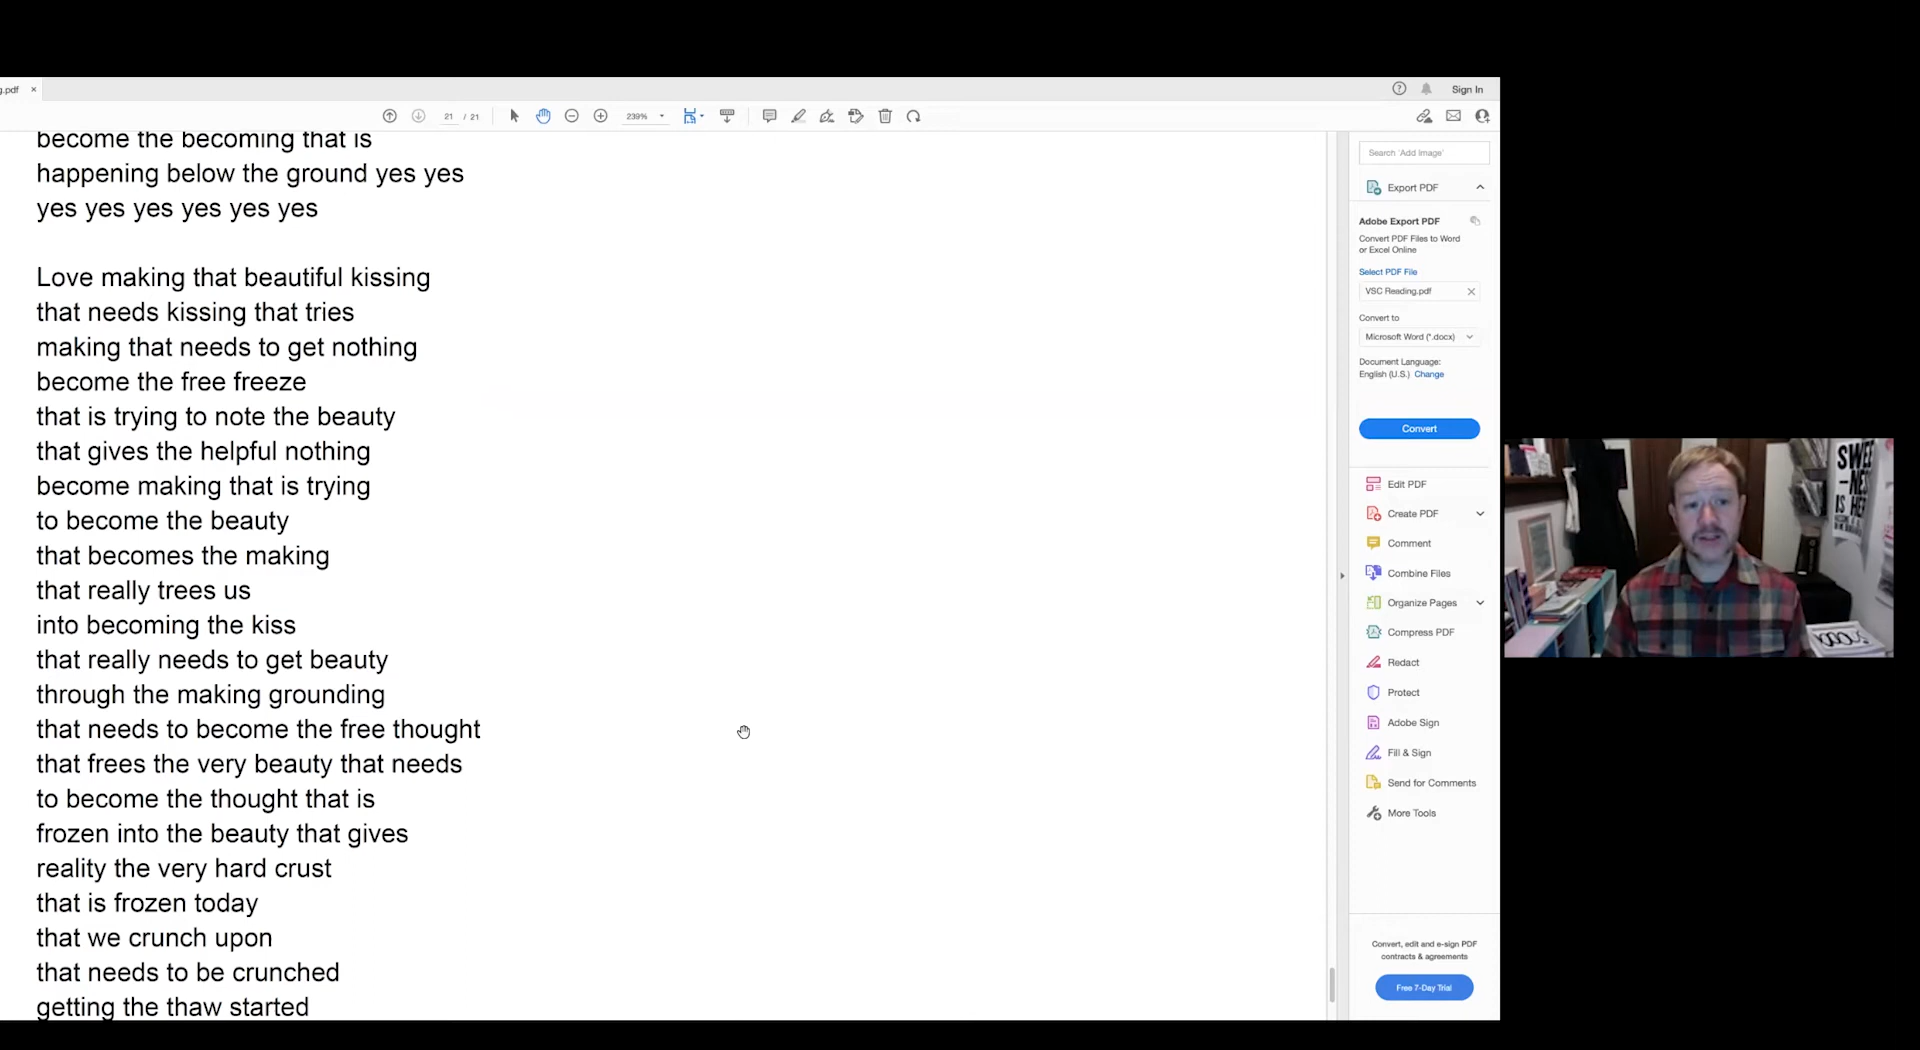 g.pdf
Sign In
21 / 21
239%
become the becoming that is
happening below the ground yes yes
yes yes yes yes yes yes
Love making that beautiful kissing
that needs kissing that tries
making that needs to get nothing
become the free freeze
that is trying to note the beauty
that gives the helpful nothing
become making that is trying
to become the beauty
that becomes the making
that really trees us
into becoming the kiss
that really needs to get beauty
through the making grounding
that needs to become the free thought
that frees the very beauty that needs
to become the thought that is
frozen into the beauty that gives
reality the very hard crust
that is frozen today
that we crunch upon
that needs to be crunched
getting the thaw started
Search 'Add Image'
Export PDF
Adobe Export PDF
Convert PDF Files to Word
or Excel Online
Select PDF File
VSC Reading.pdf
Convert to
Microsoft Word (*.docx)
Document Language:
English (U.S.) Change
Convert
Edit PDF
Create PDF
Comment
Combine Files
Organize Pages
Compress PDF
Redact
Protect
Adobe Sign
Fill & Sign
Send for Comments
More Tools
Convert, edit and e-sign PDF
contracts & agreements
Free 7-Day Trial
SWEE
-NES
IS HE